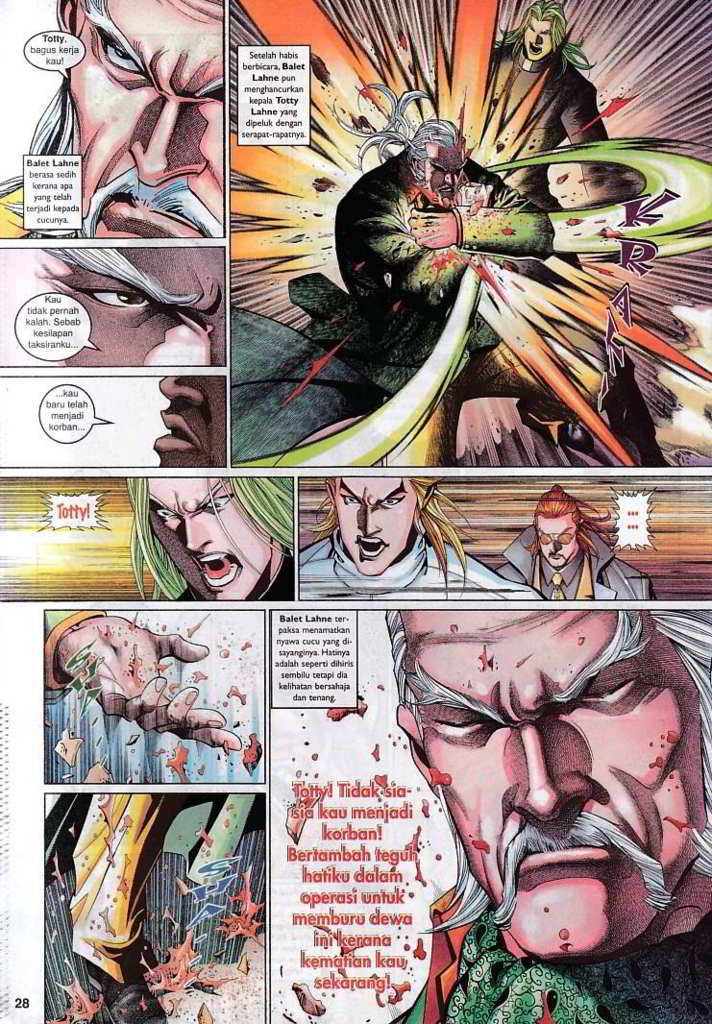 Totty,
bagus kerja
kau!
Balet Lahne
berasa sedih
kerana apa
yang telah
terjadi kepada
cucunya.
Setelah habis
berbicara, Balet
Lahne pun
menghancurkan
kepala Totty
Lahne yang
dipeluk dengan
serapat-rapatnya.
KRAK!
Kau
tidak pernah
kalah. Sebab
kesilapan
taksiranku...
...kau
baru telah
menjadi
korban...
Totty!
...
...
Balet Lahne ter-
paksa menamatkan
nyawa cucu yang di-
sayanginya. Hatinya
adalah seperti dihiris
sembilu tetapi dia
kelihatan bersahaja
dan tenang.
Totty! Tidak sia-
sia kau menjadi
korban!
Bertambah teguh
hatiku dalam
operasi untuk
memburu dewa
ini kerana
kematian kau,
sekarang!
28